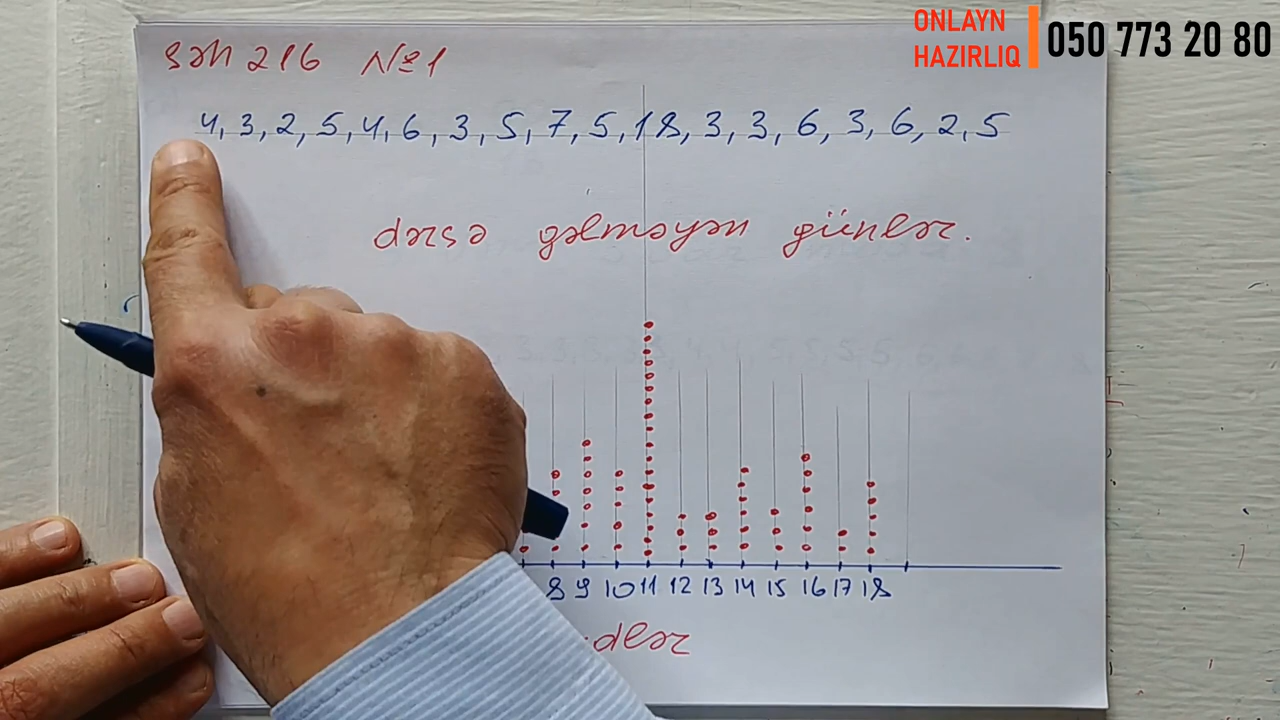 ONLAYN
HAZIRLIQ
050 773 20 80
Səh 216 №1
4, 3, 2, 5, 4, 6, 3, 5, 7, 5, 18, 3, 3, 6, 3, 6, 2, 5
dərsə gəlməyən günlər.
8 9 10 11 12 13 14 15 16 17 18